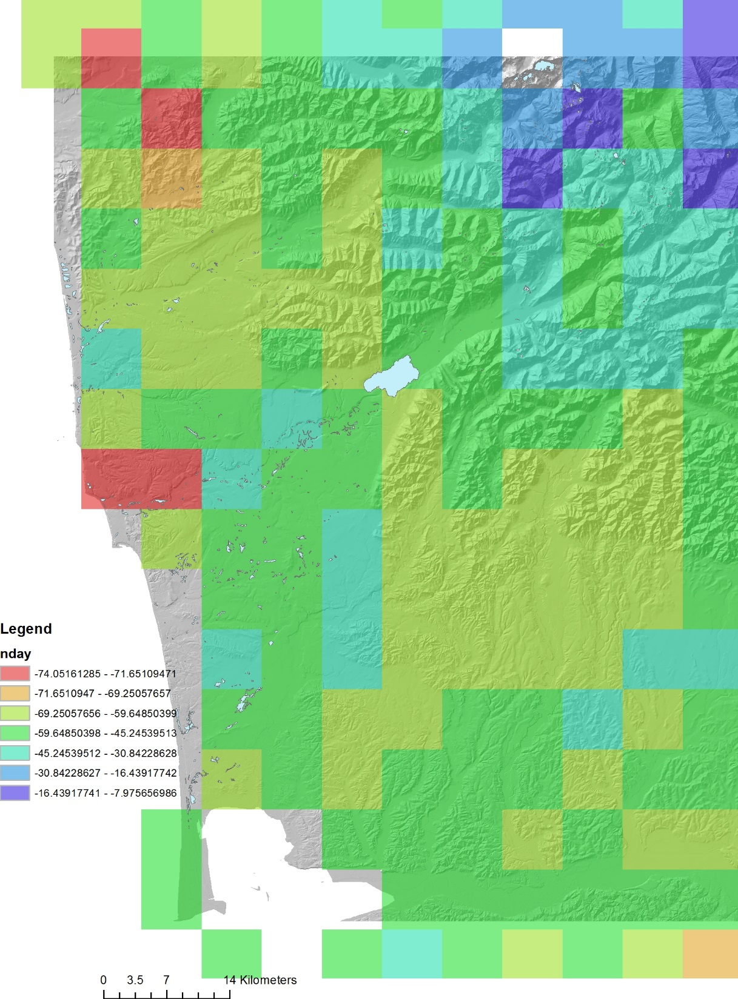 Legend
nday
-74.05161285 - -71.65109471
-71.6510947 - -69.25057657
-69.25057656 - -59.64850399
-59.64850398 - -45.24539513
-45.24539512 - -30.84228628
-30.84228627 - -16.43917742
-16.43917741 - -7.975656986
0 3.5 7 14 Kilometers